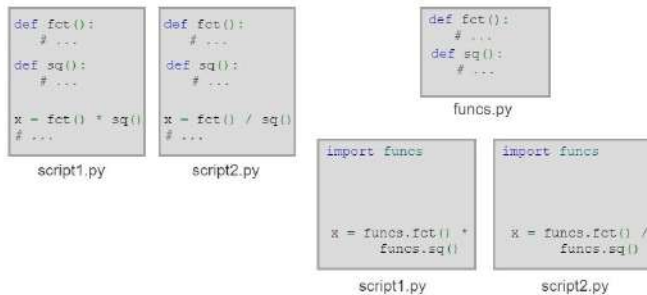 def fct():
# ...
def sq():
# ...
x = fct() * sq()
# ...
script1.py
def fct():
# ...
def sq():
# ...
x = fct() / sq()
# ...
script2.py
def fct():
# ...
def sq():
# ...
funcs.py
import funcs
x = funcs.fct() *
funcs.sq()
script1.py
import funcs
x = funcs.fct() /
funcs.sq()
script2.py